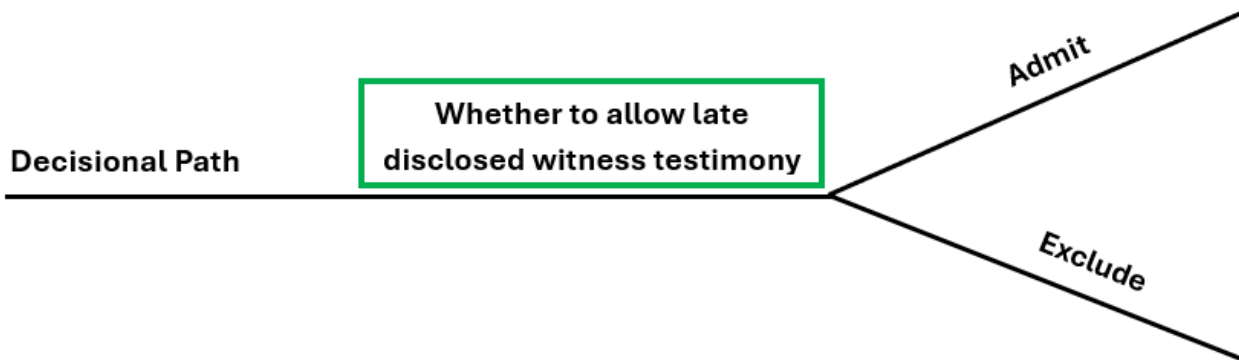 Decisional Path
Whether to allow late
disclosed witness testimony
Admit
Exclude